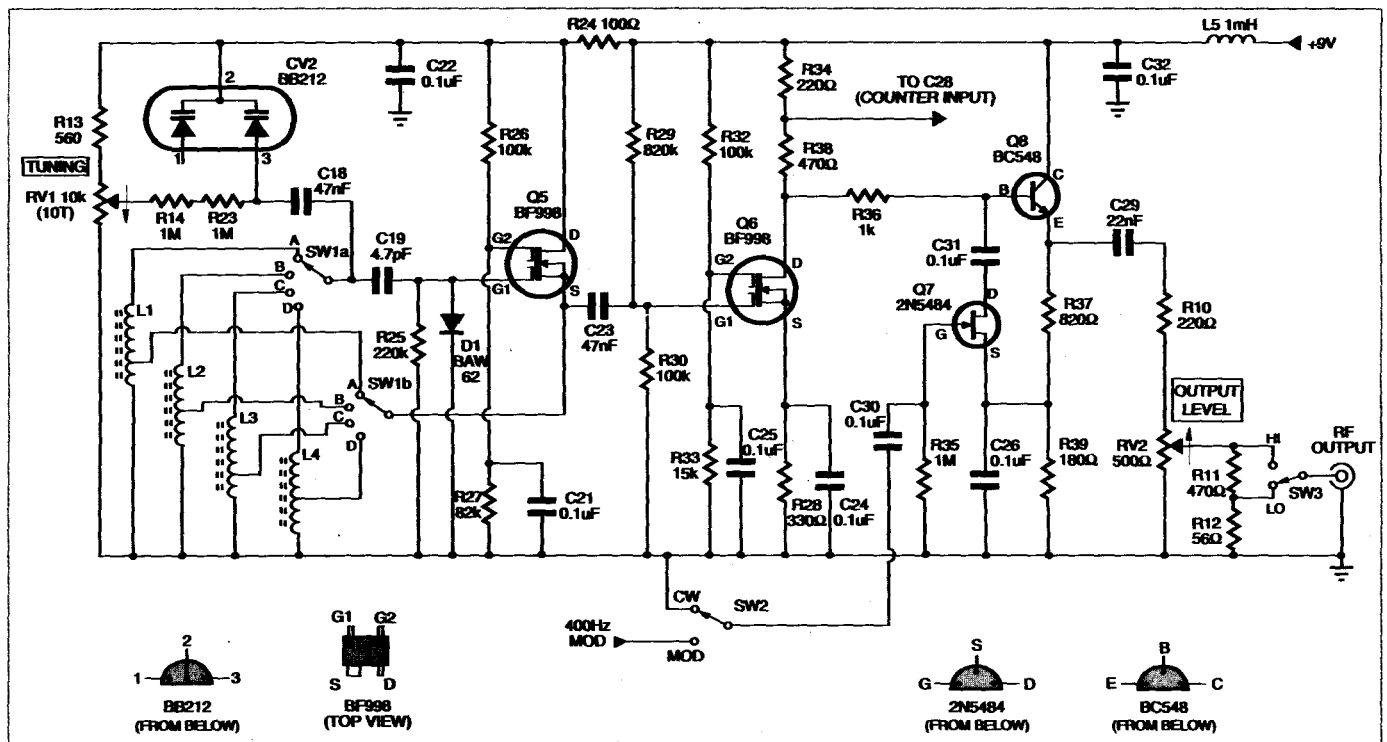 R24 100Ω
L5 1mH
+9V
CV2
BB212
2
1
3
C22
0.1uF
C32
0.1uF
R34
220Ω
TO C28
(COUNTER INPUT)
R13
560
R26
100k
R29
820k
R32
100k
R38
470Ω
Q8
BC548
B
C
E
TUNING
RV1 10k
(10T)
R14
1M
R23
1M
C18
47nF
Q5
BF998
G2
G1
D
S
Q6
BF998
G2
G1
D
S
R36
1k
C29
22nF
A
B
C
D
SW1a
C19
4.7pF
C31
0.1uF
Q7
2N5484
D
G
S
R37
820Ω
R10
220Ω
L1
L2
L3
L4
R25
220k
D1
BAW
62
C23
47nF
R30
100k
A
B
C
D
SW1b
C30
0.1uF
OUTPUT
LEVEL
RV2
500Ω
HI
LO
SW3
RF
OUTPUT
R27
82k
C21
0.1uF
R33
15k
C25
0.1uF
R28
330Ω
C24
0.1uF
R35
1M
C26
0.1uF
R39
180Ω
R11
470Ω
R12
56Ω
CW
SW2
400Hz
MOD
MOD
2
1
3
BB212
(FROM BELOW)
G1 G2
S D
BF998
(TOP VIEW)
S
G
D
2N5484
(FROM BELOW)
B
E
C
BC548
(FROM BELOW)